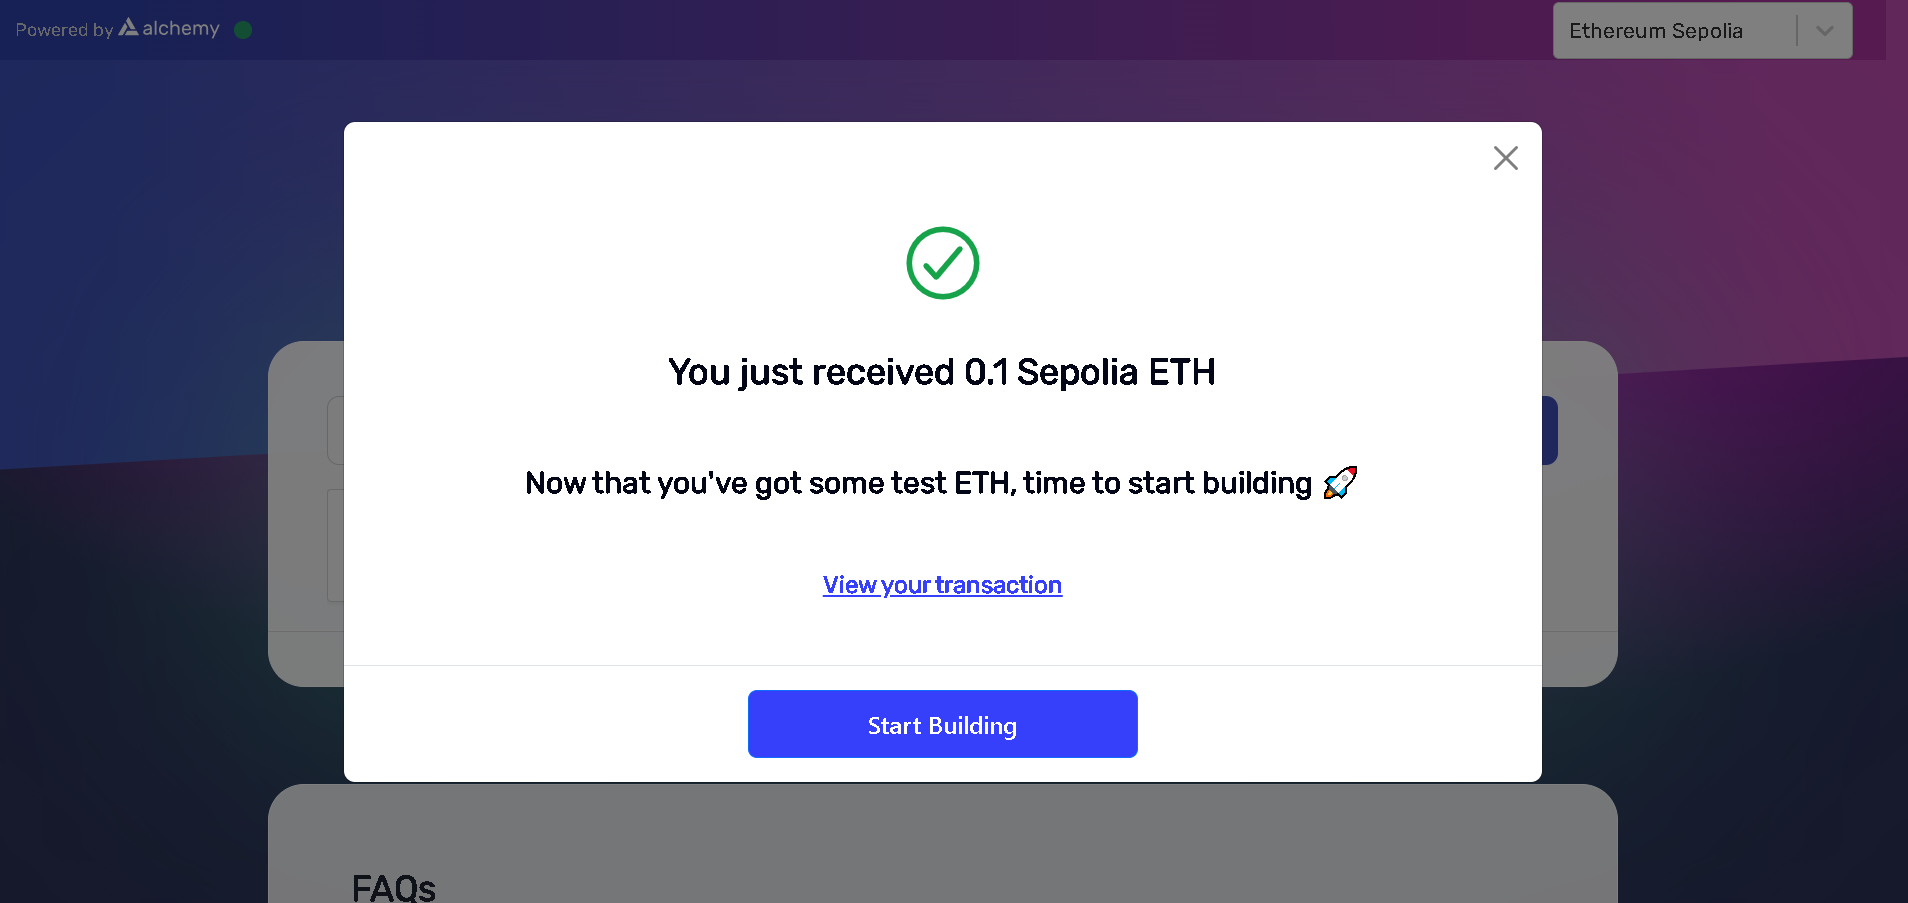 Powered by alchemy
Ethereum Sepolia
You just received 0.1 Sepolia ETH
Now that you've got some test ETH, time to start building 🚀
View your transaction
Start Building
FAQs